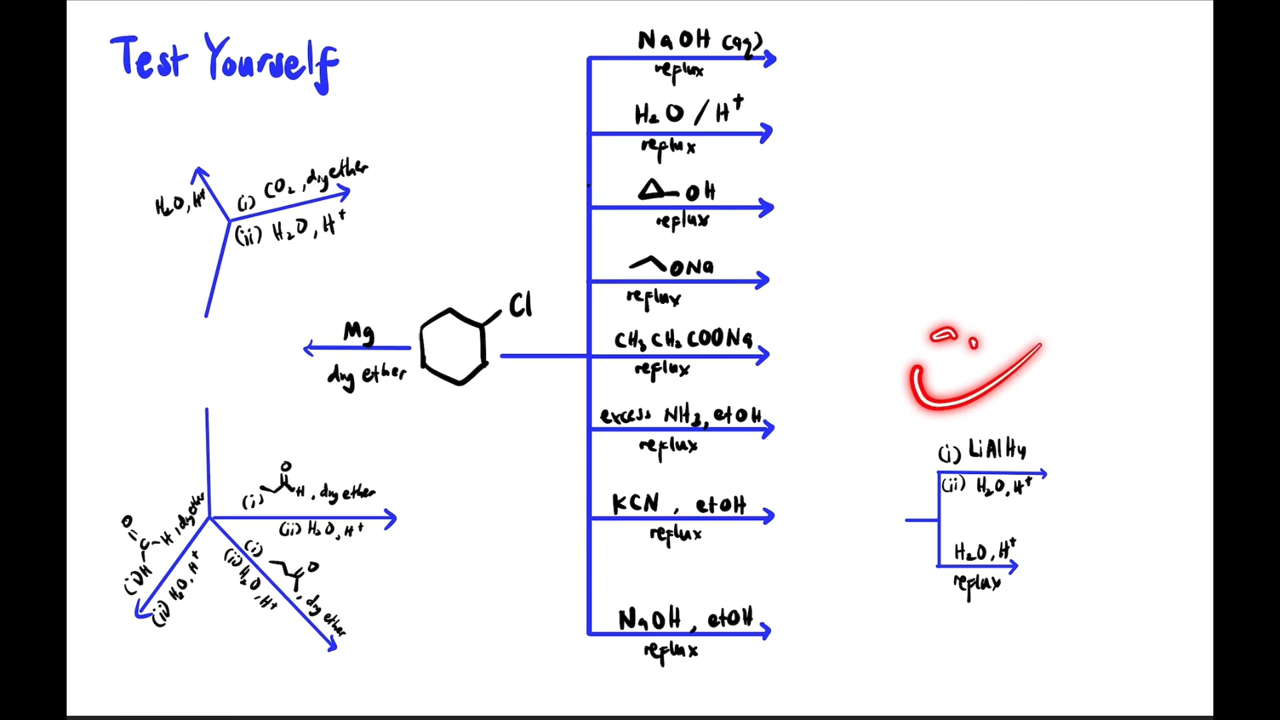 Test Yourself
NaOH (aq)
reflux
H₂O / H⁺
reflux
OH
reflux
ONa
reflux
CH₃CH₂COONa
reflux
excess NH₃, etOH
reflux
KCN, etOH
reflux
NaOH, etOH
reflux
Cl
Mg
dry ether
H₂O, H⁺
(i) CO₂, dry ether
(ii) H₂O, H⁺
(i) O H, dry ether
(ii) H₂O, H⁺
(i) O, dry ether
(ii) H₂O, H⁺
(i) O C H H, dry ether
(ii) H₂O, H⁺
(i) LiAlH₄
(ii) H₂O, H⁺
H₂O, H⁺
reflux